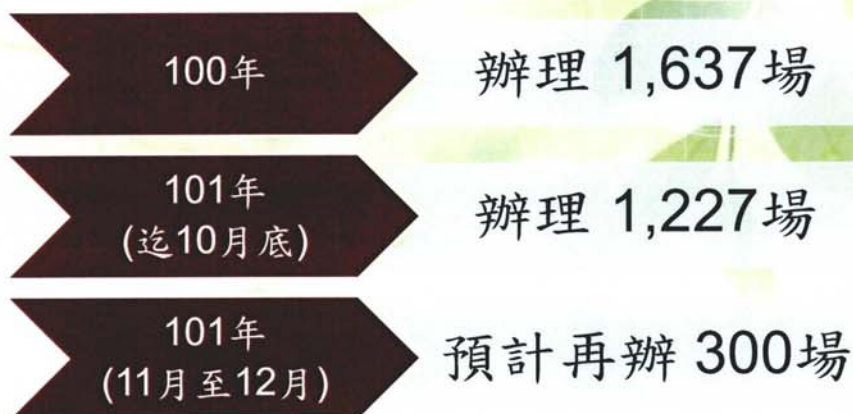 100年
辦理 1,637場
101年
(迄10月底)
辦理 1,227場
101年
(11月至12月)
預計再辦 300場